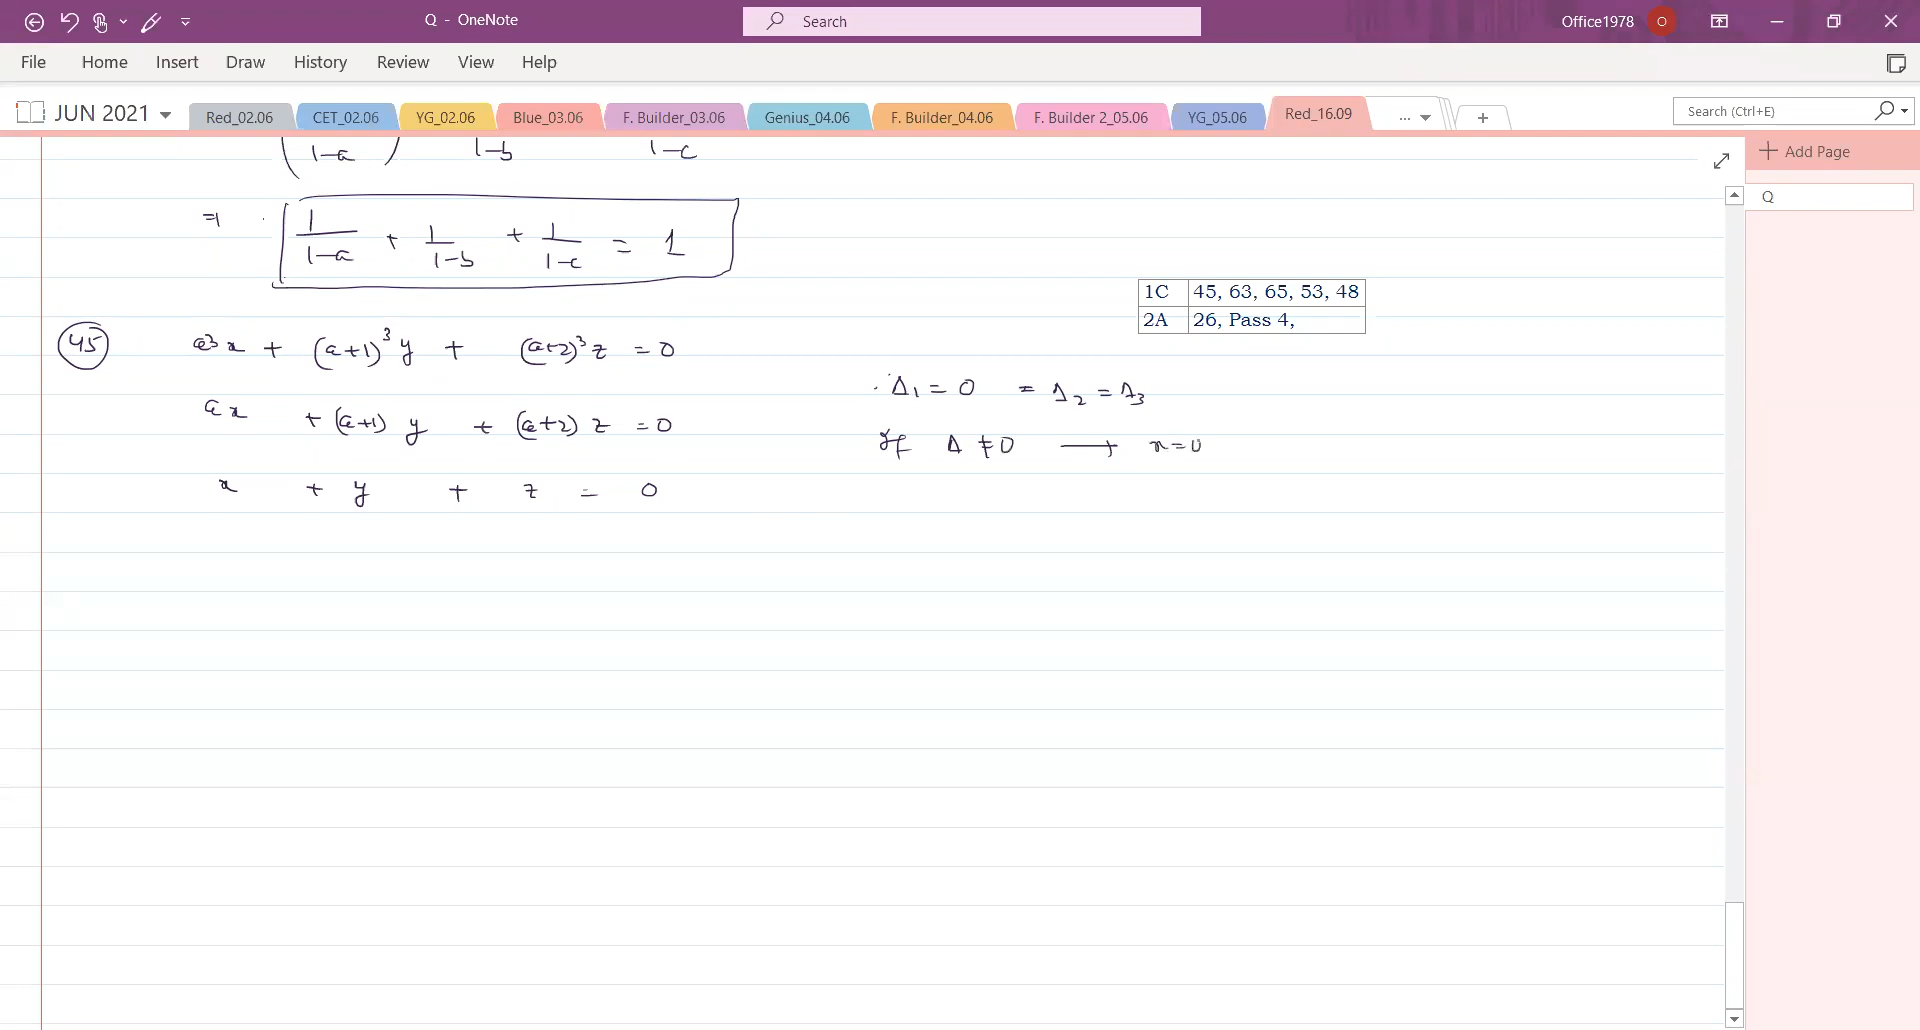 Q - OneNote
Search
Office1978
O
File Home Insert Draw History Review View Help
JUN 2021
Red_02.06 CET_02.06 YG_02.06 Blue_03.06 F. Builder_03.06 Genius_04.06 F. Builder_04.06 F. Builder 2_05.06 YG_05.06 Red_16.09 ... +
Search (Ctrl+E)
+ Add Page
Q
1-a 1-b 1-c
⇒ 1/(1-a) + 1/(1-b) + 1/(1-c) = 1
1C 45, 63, 65, 53, 48
2A 26, Pass 4,
45 a³x + (a+1)³y + (a+2)³z = 0
ax + (a+1) y + (a+2) z = 0
x + y + z = 0
Δ₁ = 0 = Δ₂ = Δ₃
If Δ ≠ 0 → x = 0